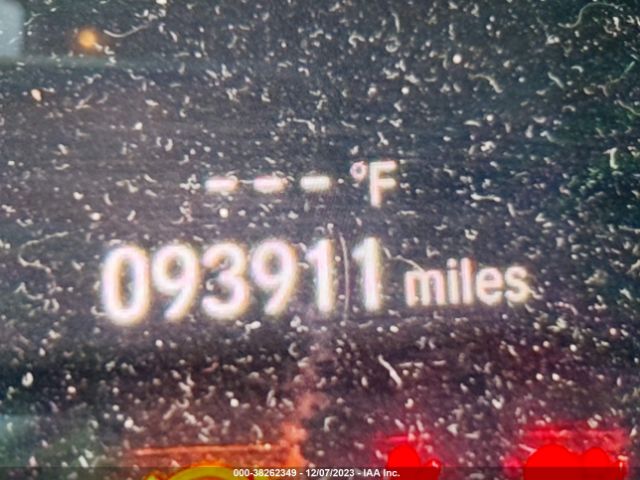 --- °F
093911 miles
000-38262349 - 12/07/2023 - IAA Inc.